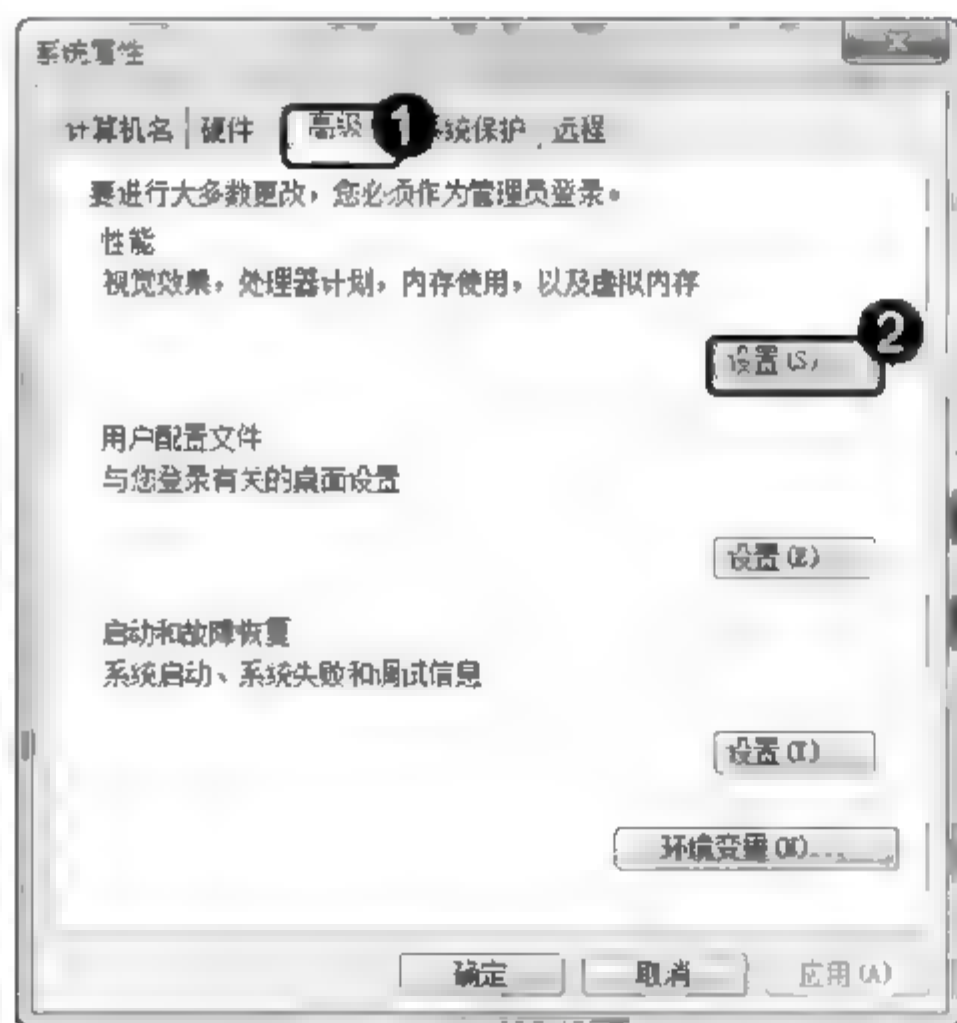 系统属性
计算机名 硬件 高级 1 系统保护 远程
要进行大多数更改，您必须作为管理员登录。
性能
视觉效果，处理器计划，内存使用，以及虚拟内存
2
设置(S)
用户配置文件
与您登录有关的桌面设置
设置(E)
启动和故障恢复
系统启动、系统失败和调试信息
设置(T)
环境变量(N)...
确定 取消 应用(A)